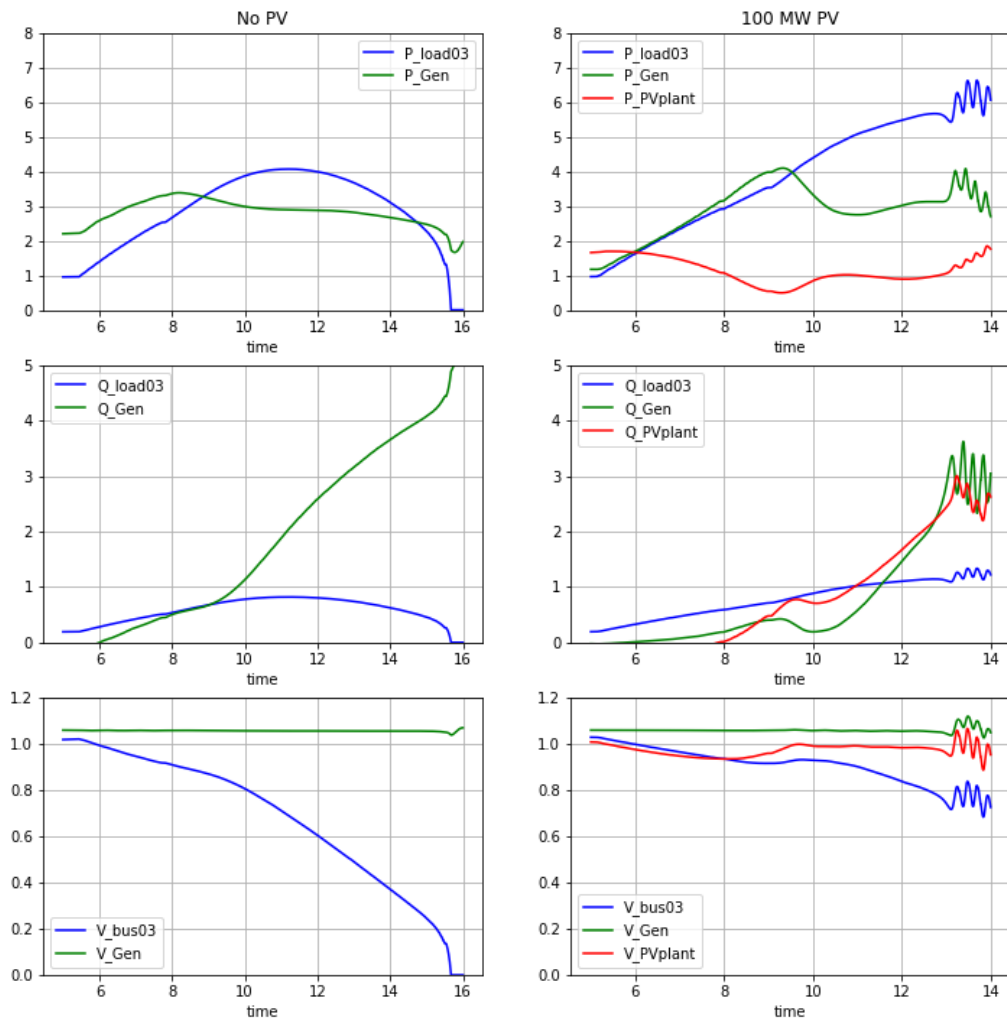 No PV
8
7
6
5
4
3
2
1
0
P_load03
P_Gen
6 8 10 12 14 16
time
100 MW PV
8
7
6
5
4
3
2
1
0
P_load03
P_Gen
P_PVplant
6 8 10 12 14
time
5
4
3
2
1
0
Q_load03
Q_Gen
6 8 10 12 14 16
time
5
4
3
2
1
0
Q_load03
Q_Gen
Q_PVplant
6 8 10 12 14
time
1.2
1.0
0.8
0.6
0.4
0.2
0.0
V_bus03
V_Gen
6 8 10 12 14 16
time
1.2
1.0
0.8
0.6
0.4
0.2
0.0
V_bus03
V_Gen
V_PVplant
6 8 10 12 14
time